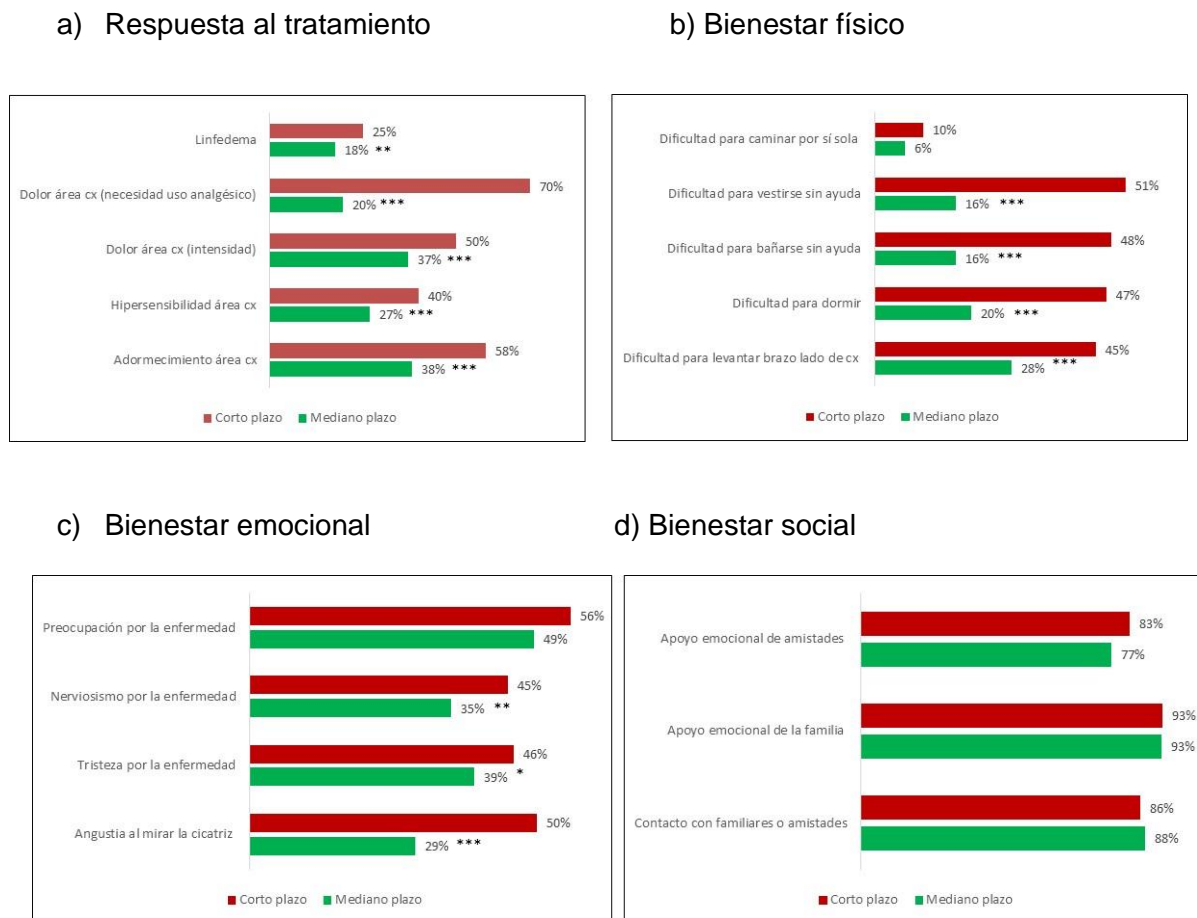 a) Respuesta al tratamiento
Linfedema
25%
18% **
Dolor área cx (necesidad uso analgésico)
70%
20% ***
Dolor área cx (intensidad)
50%
37% ***
Hipersensibilidad área cx
40%
27% ***
Adormecimiento área cx
58%
38% ***
Corto plazo Mediano plazo
b) Bienestar físico
Dificultad para caminar por sí sola
10%
6%
Dificultad para vestirse sin ayuda
51%
16% ***
Dificultad para bañarse sin ayuda
48%
16% ***
Dificultad para dormir
47%
20% ***
Dificultad para levantar brazo lado de cx
45%
28% ***
Corto plazo Mediano plazo
c) Bienestar emocional
Preocupación por la enfermedad
56%
49%
Nerviosismo por la enfermedad
45%
35% **
Tristeza por la enfermedad
46%
39% *
Angustia al mirar la cicatriz
50%
29% ***
Corto plazo Mediano plazo
d) Bienestar social
Apoyo emocional de amistades
83%
77%
Apoyo emocional de la familia
93%
93%
Contacto con familiares o amistades
86%
88%
Corto plazo Mediano plazo